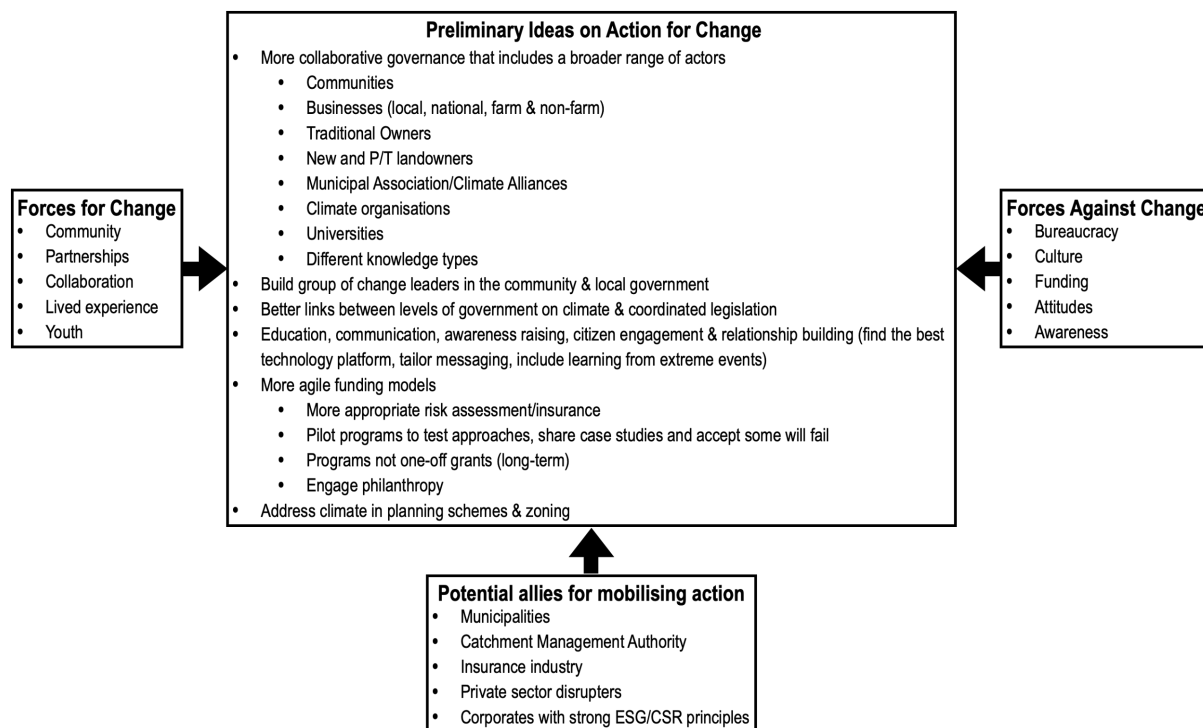 Preliminary Ideas on Action for Change
• More collaborative governance that includes a broader range of actors
• Communities
• Businesses (local, national, farm & non-farm)
• Traditional Owners
• New and P/T landowners
• Municipal Association/Climate Alliances
• Climate organisations
• Universities
• Different knowledge types
• Build group of change leaders in the community & local government
• Better links between levels of government on climate & coordinated legislation
• Education, communication, awareness raising, citizen engagement & relationship building (find the best
technology platform, tailor messaging, include learning from extreme events)
• More agile funding models
• More appropriate risk assessment/insurance
• Pilot programs to test approaches, share case studies and accept some will fail
• Programs not one-off grants (long-term)
• Engage philanthropy
• Address climate in planning schemes & zoning
Forces for Change
• Community
• Partnerships
• Collaboration
• Lived experience
• Youth
Forces Against Change
• Bureaucracy
• Culture
• Funding
• Attitudes
• Awareness
Potential allies for mobilising action
• Municipalities
• Catchment Management Authority
• Insurance industry
• Private sector disrupters
• Corporates with strong ESG/CSR principles